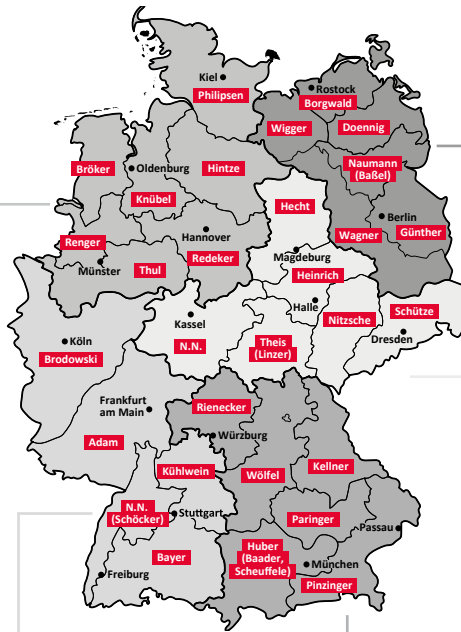 Kiel
Philipsen
Rostock
Borgwald
Wigger
Doennig
Bröker
Oldenburg
Hintze
Naumann
(Baßel)
Knübel
Hecht
Berlin
Renger
Hannover
Wagner
Günther
Münster
Thul
Redeker
Magdeburg
Heinrich
Kassel
Halle
Schütze
N.N.
Nitzsche
Köln
Theis
(Linzer)
Dresden
Brodowski
Frankfurt
am Main
Rienecker
Adam
Würzburg
Kühlwein
Wölfel
Kellner
N.N.
(Schöcker)
Stuttgart
Paringer
Passau
Bayer
Huber
(Baader,
Scheuffele)
München
Freiburg
Pinzinger